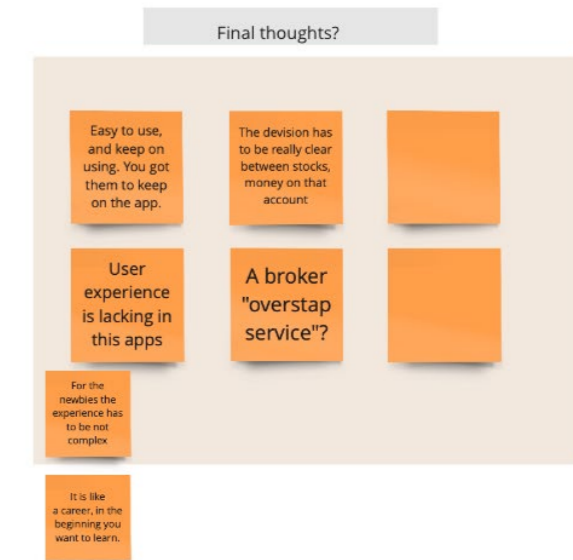 Final thoughts?
Easy to use,
and keep on
using. You got
them to keep
on the app.
The devision has
to be really clear
between stocks,
money on that
account
User
experience
is lacking in
this apps
A broker
"overstap
service"?
For the
newbies the
experience has
to be not
complex
It is like
a career, in the
beginning you
want to learn.